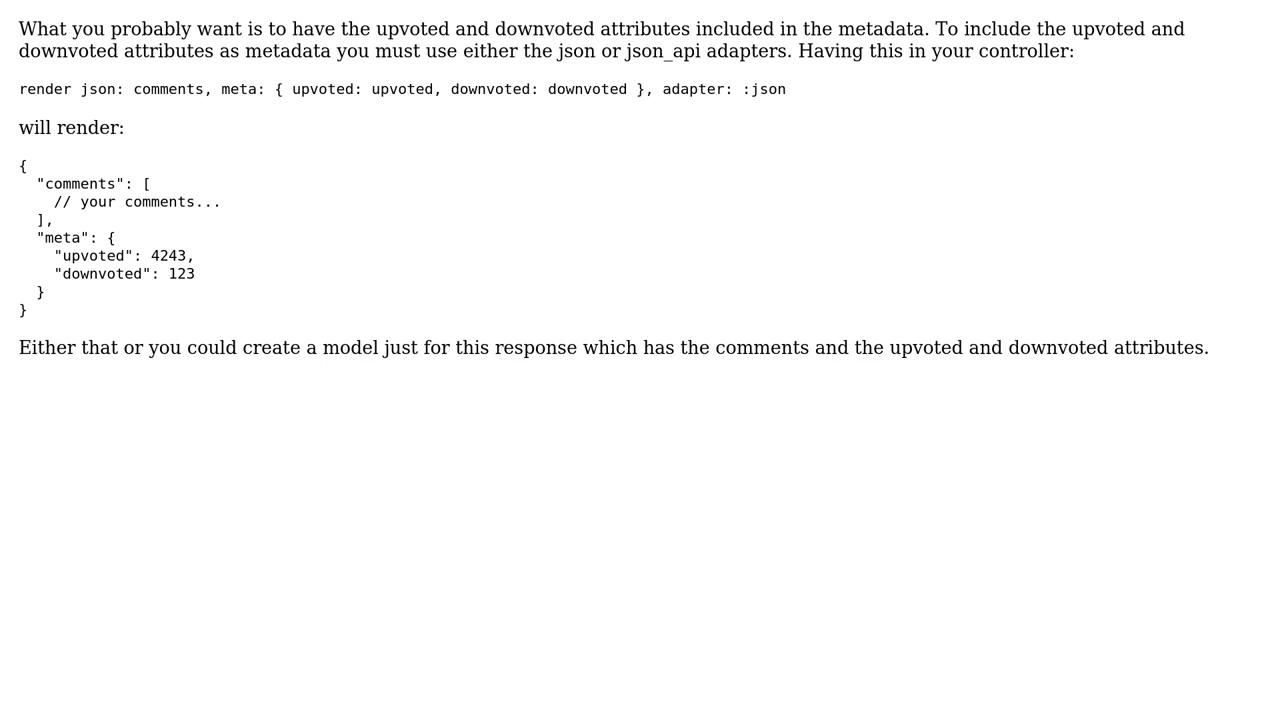 What you probably want is to have the upvoted and downvoted attributes included in the metadata. To include the upvoted and
downvoted attributes as metadata you must use either the json or json_api adapters. Having this in your controller:
render json: comments, meta: { upvoted: upvoted, downvoted: downvoted }, adapter: :json
will render:
{
  "comments": [
    // your comments...
  ],
  "meta": {
    "upvoted": 4243,
    "downvoted": 123
  }
}
Either that or you could create a model just for this response which has the comments and the upvoted and downvoted attributes.